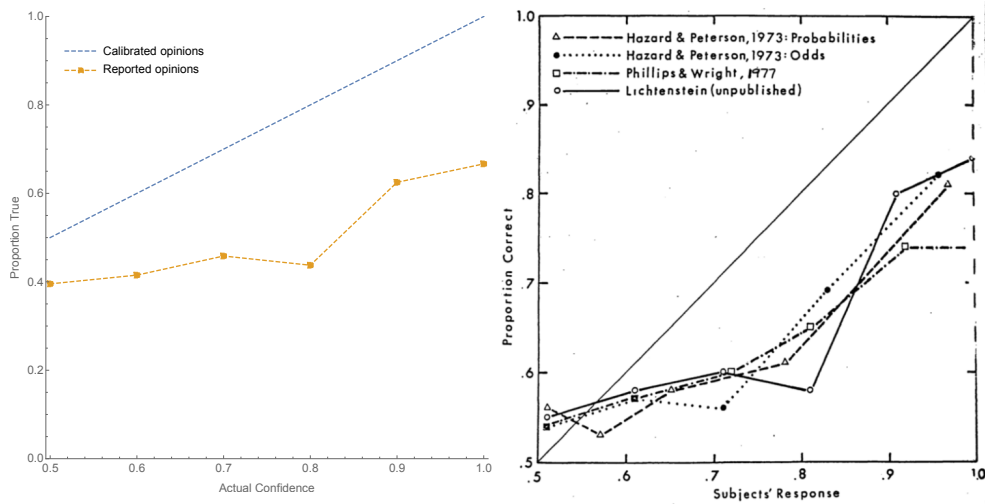 Calibrated opinions
Reported opinions
Proportion True
1.0
0.8
0.6
0.4
0.2
0.0
0.5
0.6
0.7
0.8
0.9
1.0
Actual Confidence
Hazard & Peterson, 1973: Probabilities
Hazard & Peterson, 1973: Odds
Phillips & Wright, 1977
Lichtenstein (unpublished)
Proportion Correct
1.0
.9
.8
.7
.6
.5
.5
.6
.7
.8
.9
1.0
Subjects' Response